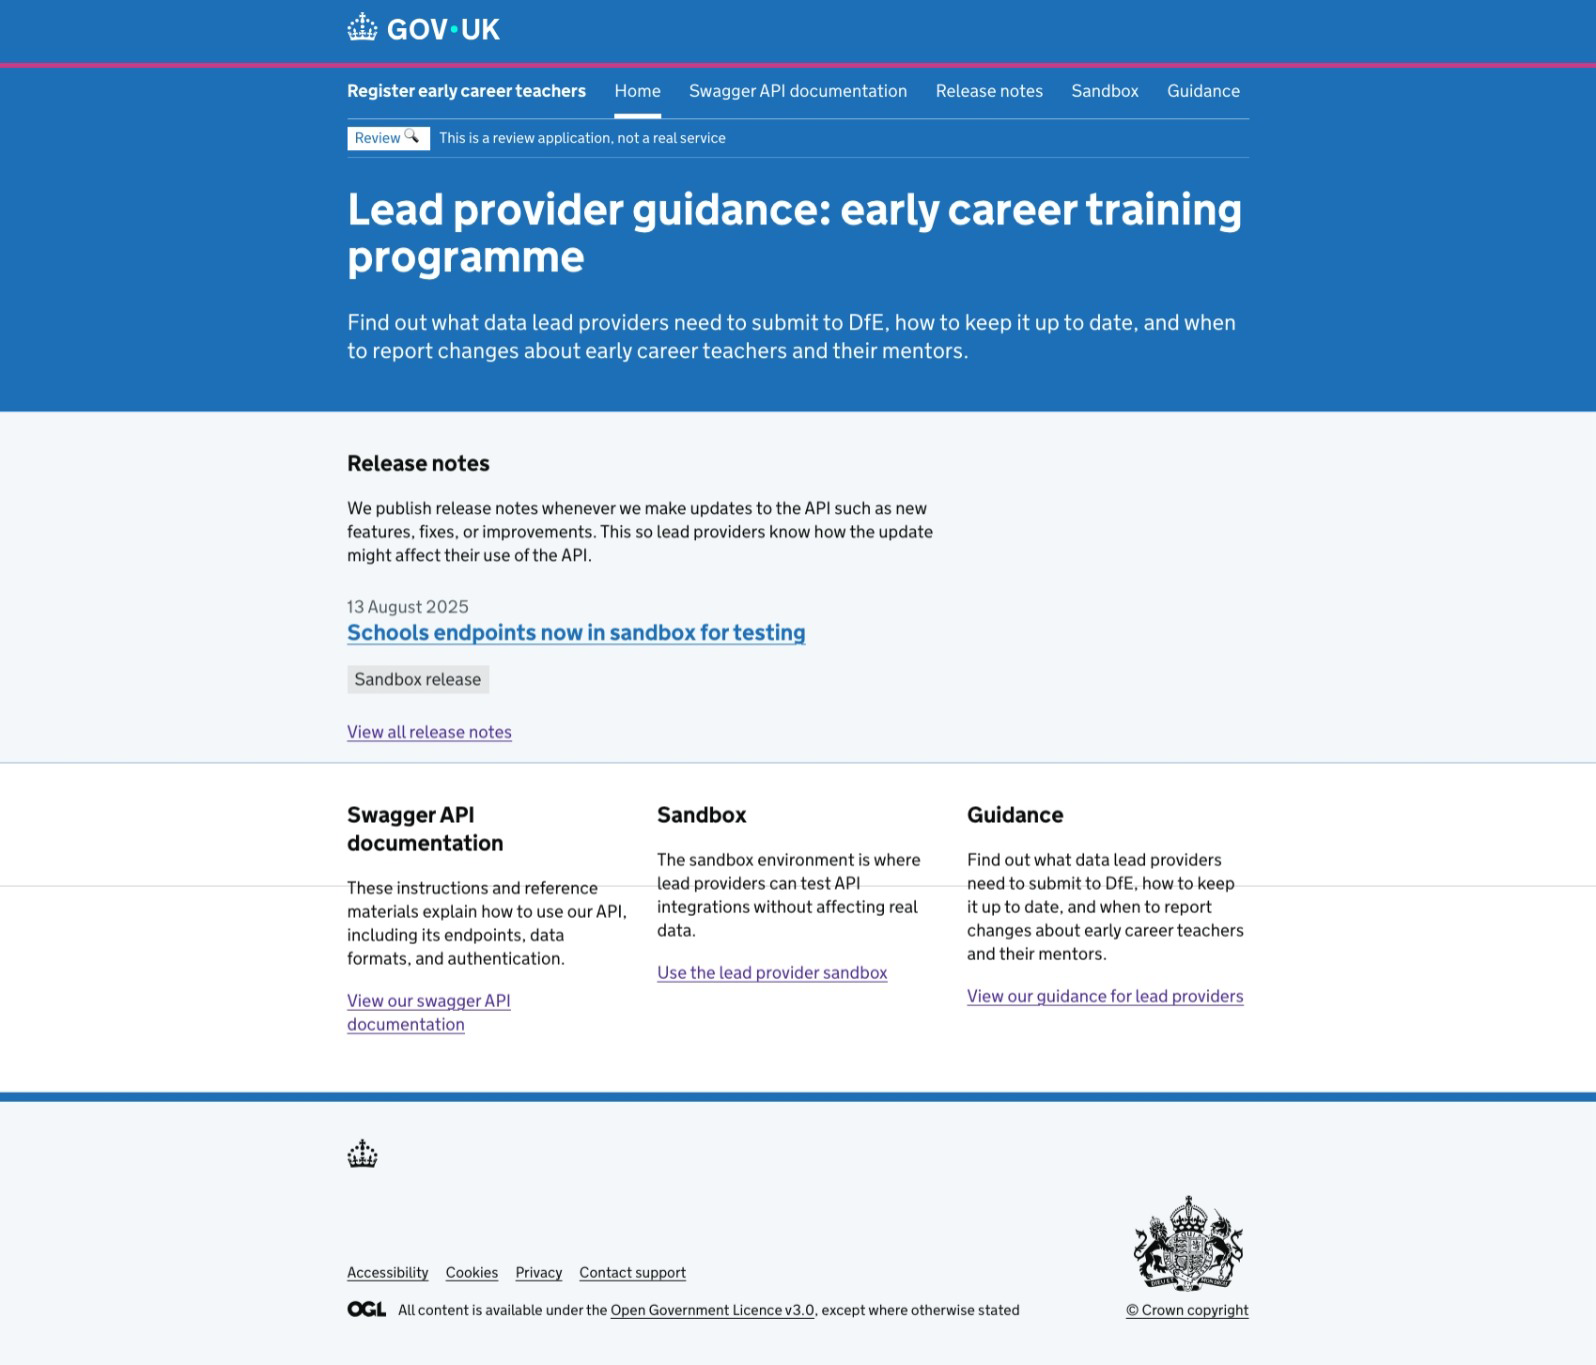 GOV·UK
Register early career teachers Home Swagger API documentation Release notes Sandbox Guidance
Review This is a review application, not a real service
Lead provider guidance: early career training
programme
Find out what data lead providers need to submit to DfE, how to keep it up to date, and when
to report changes about early career teachers and their mentors.
Release notes
We publish release notes whenever we make updates to the API such as new
features, fixes, or improvements. This so lead providers know how the update
might affect their use of the API.
13 August 2025
Schools endpoints now in sandbox for testing
Sandbox release
View all release notes
Swagger API
documentation
These instructions and reference
materials explain how to use our API,
including its endpoints, data
formats, and authentication.
View our swagger API
documentation
Sandbox
The sandbox environment is where
lead providers can test API
integrations without affecting real
data.
Use the lead provider sandbox
Guidance
Find out what data lead providers
need to submit to DfE, how to keep
it up to date, and when to report
changes about early career teachers
and their mentors.
View our guidance for lead providers
Accessibility Cookies Privacy Contact support
OGL All content is available under the Open Government Licence v3.0, except where otherwise stated
© Crown copyright